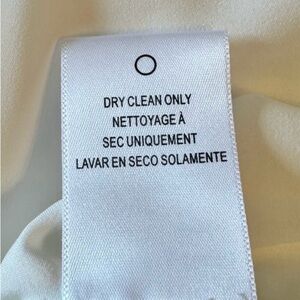 DRY CLEAN ONLY
NETTOYAGE À
SEC UNIQUEMENT
LAVAR EN SECO SOLAMENTE